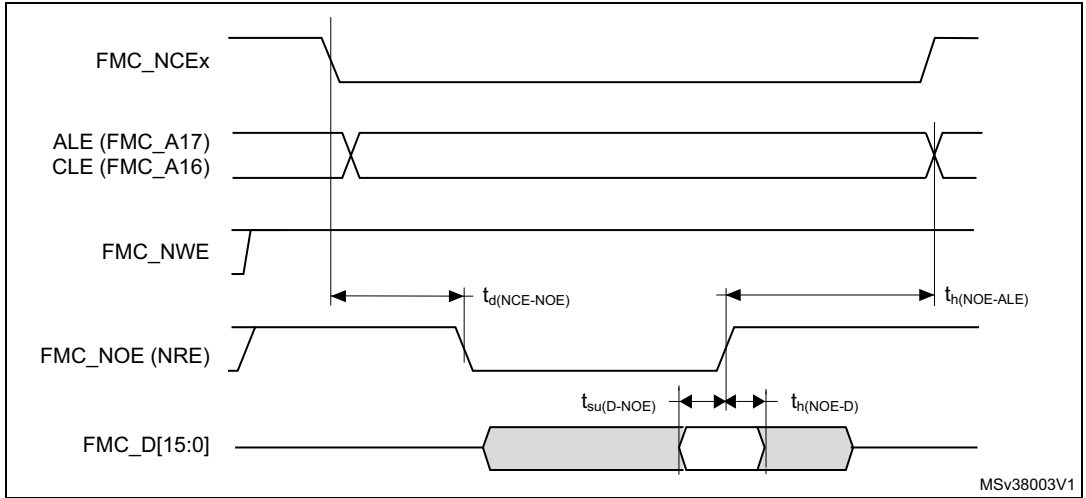 FMC_NCEx
ALE (FMC_A17)
CLE (FMC_A16)
FMC_NWE
td(NCE-NOE)
th(NOE-ALE)
FMC_NOE (NRE)
tsu(D-NOE)
th(NOE-D)
FMC_D[15:0]
MSv38003V1